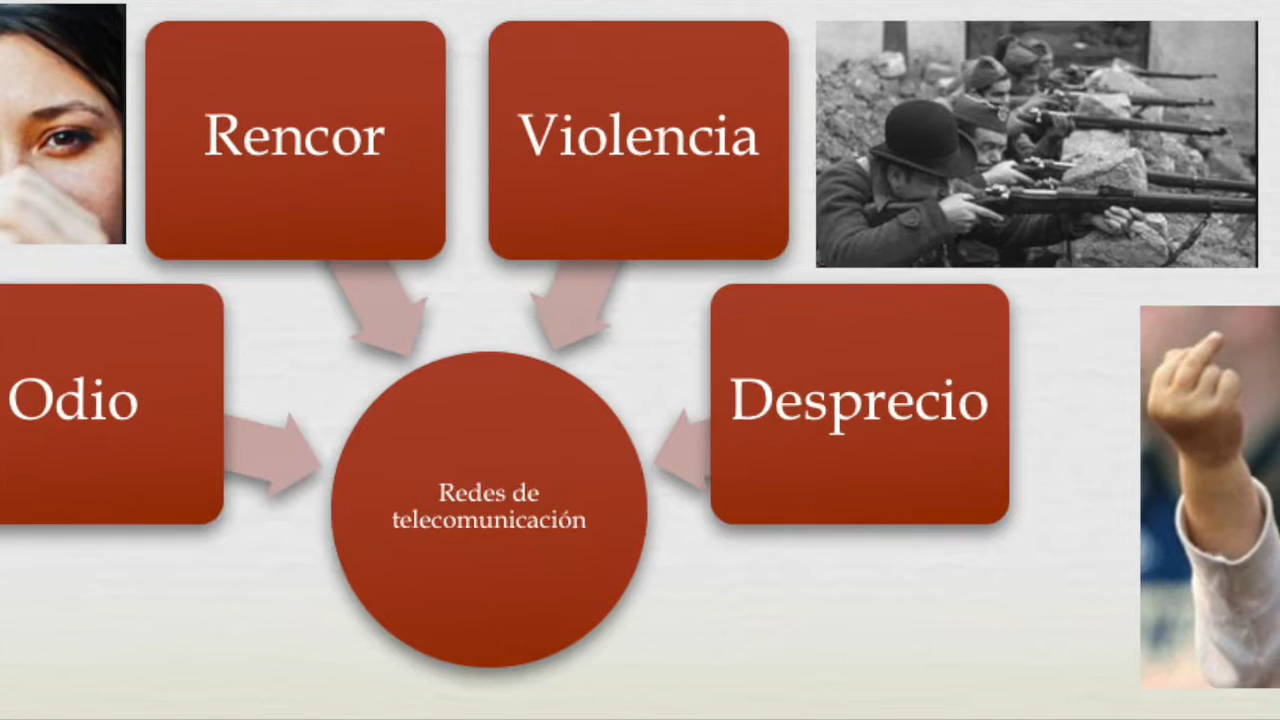 Rencor
Violencia
Odio
Desprecio
Redes de
telecomunicación